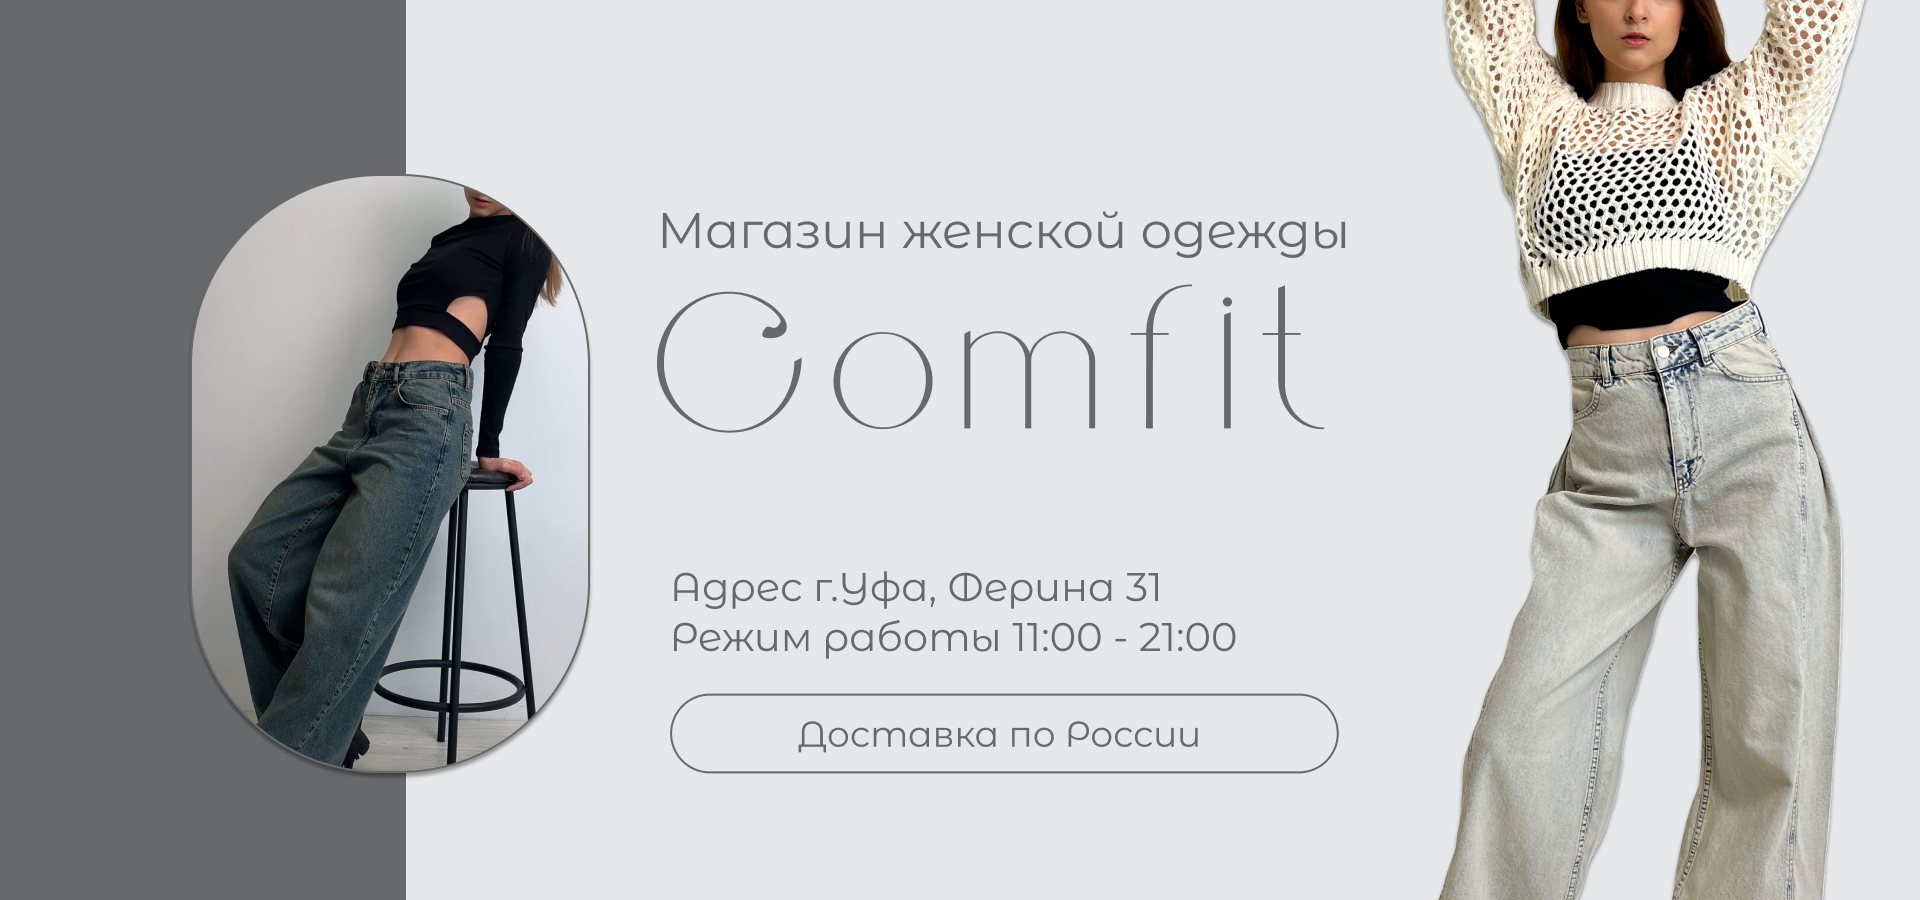 Магазин женской одежды
Comfit
Адрес г.Уфа, Ферина 31
Режим работы 11:00 - 21:00
Доставка по России